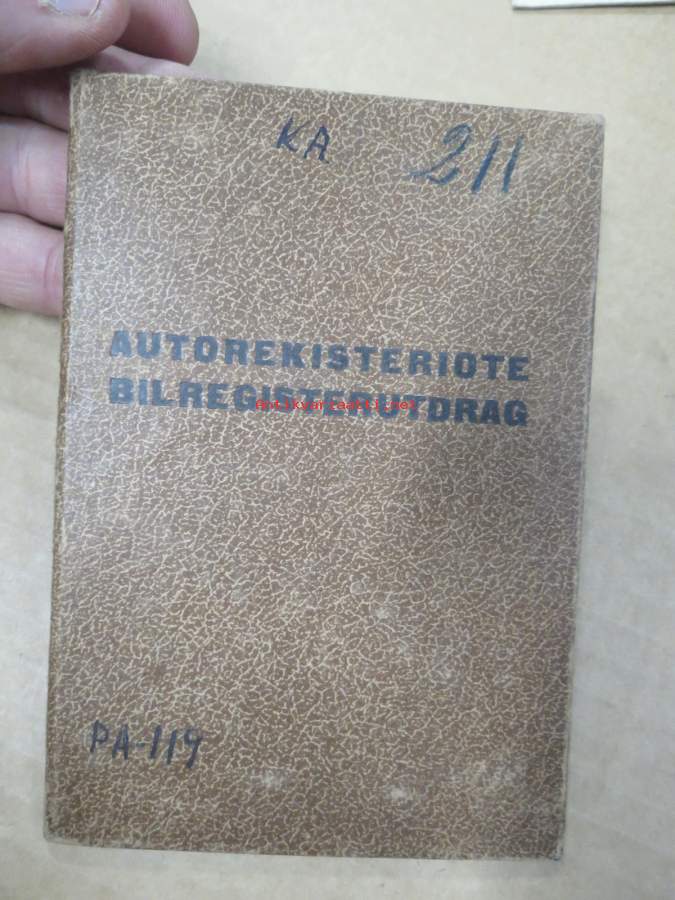 KA 211
AUTOREKISTERIOTE
BILREGISTERUTDRAG
Antikvariaatti.net
PA-119